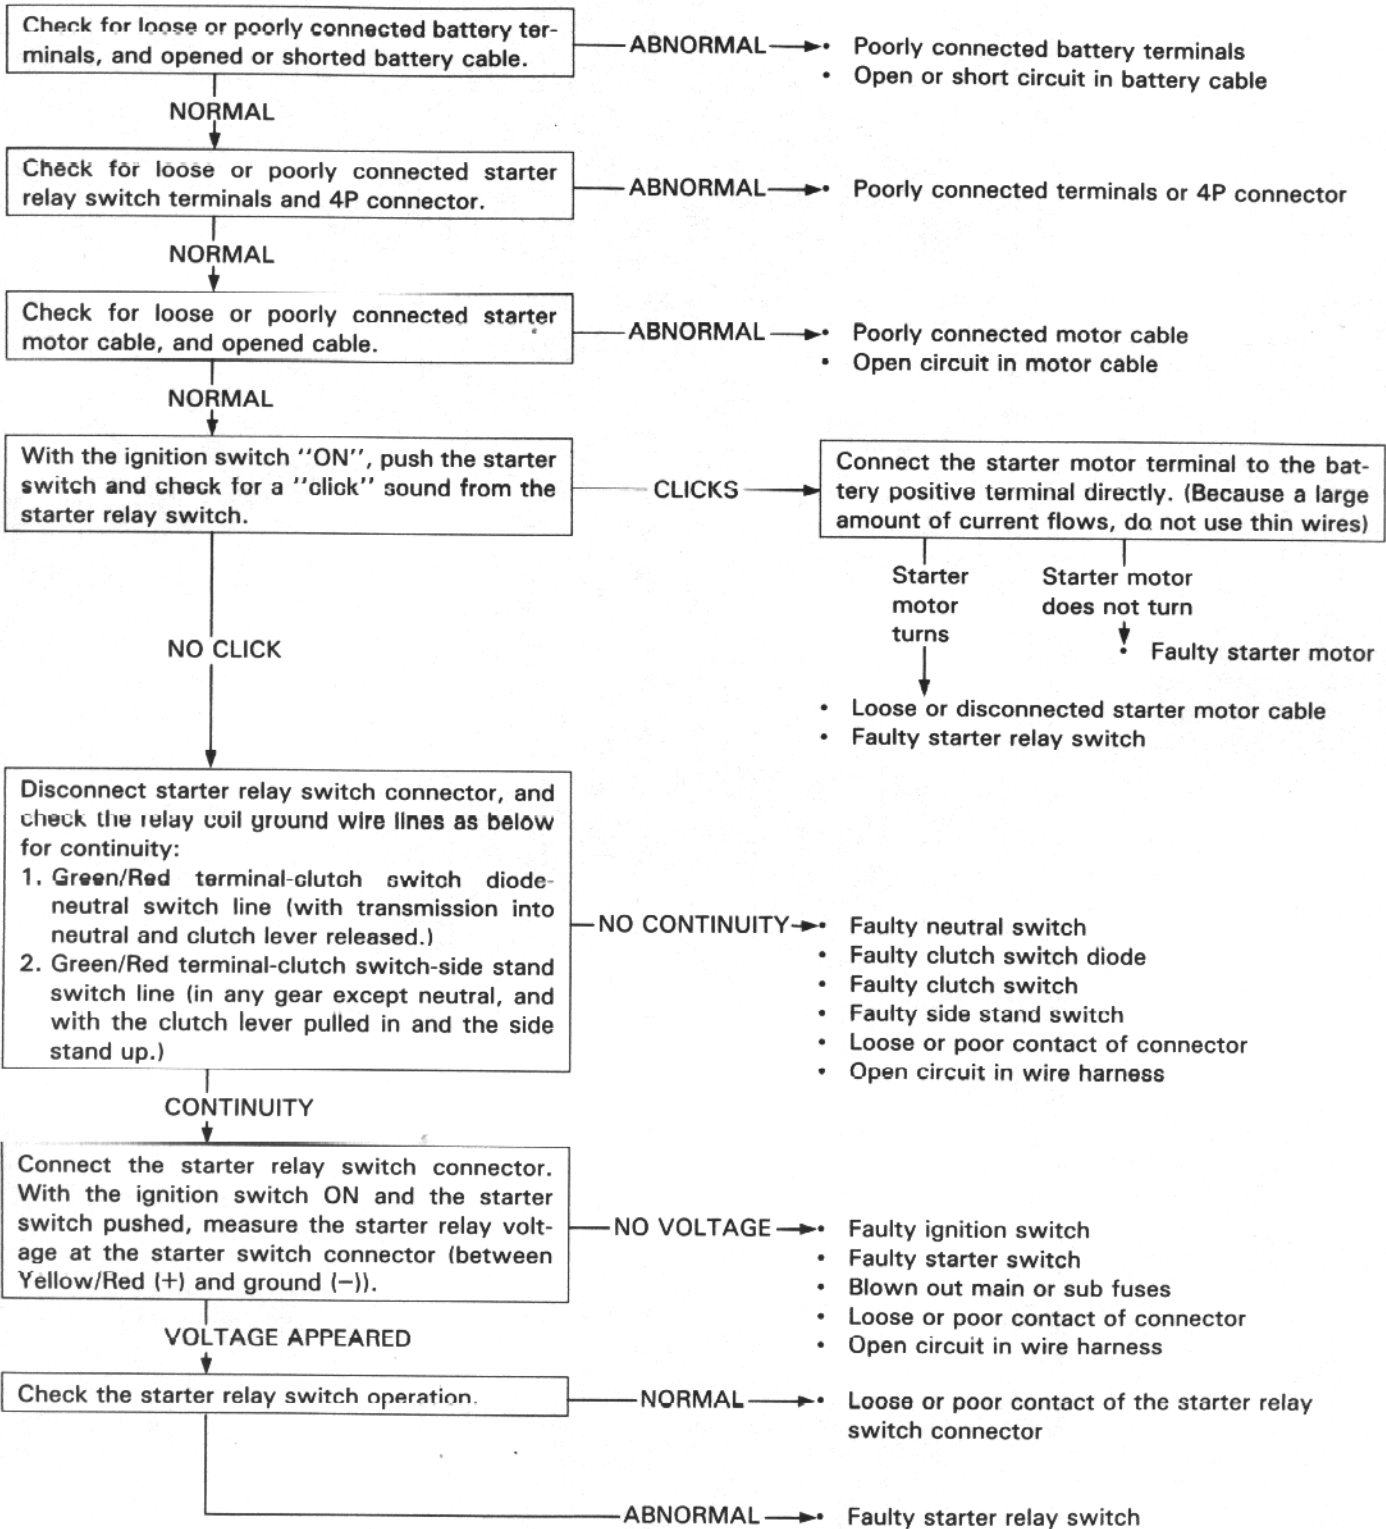 Check for loose or poorly connected battery ter-
minals, and opened or shorted battery cable.
ABNORMAL
• Poorly connected battery terminals
• Open or short circuit in battery cable
NORMAL
Check for loose or poorly connected starter
relay switch terminals and 4P connector.
ABNORMAL
• Poorly connected terminals or 4P connector
NORMAL
Check for loose or poorly connected starter
motor cable, and opened cable.
ABNORMAL
• Poorly connected motor cable
• Open circuit in motor cable
NORMAL
With the ignition switch ''ON'', push the starter
switch and check for a ''click'' sound from the
starter relay switch.
CLICKS
Connect the starter motor terminal to the bat-
tery positive terminal directly. (Because a large
amount of current flows, do not use thin wires)
Starter
motor
turns
Starter motor
does not turn
• Faulty starter motor
• Loose or disconnected starter motor cable
• Faulty starter relay switch
NO CLICK
Disconnect starter relay switch connector, and
check the relay coil ground wire lines as below
for continuity:
1. Green/Red terminal-clutch switch diode-
neutral switch line (with transmission into
neutral and clutch lever released.)
2. Green/Red terminal-clutch switch-side stand
switch line (in any gear except neutral, and
with the clutch lever pulled in and the side
stand up.)
NO CONTINUITY
• Faulty neutral switch
• Faulty clutch switch diode
• Faulty clutch switch
• Faulty side stand switch
• Loose or poor contact of connector
• Open circuit in wire harness
CONTINUITY
Connect the starter relay switch connector.
With the ignition switch ON and the starter
switch pushed, measure the starter relay volt-
age at the starter switch connector (between
Yellow/Red (+) and ground (−)).
NO VOLTAGE
• Faulty ignition switch
• Faulty starter switch
• Blown out main or sub fuses
• Loose or poor contact of connector
• Open circuit in wire harness
VOLTAGE APPEARED
Check the starter relay switch operation.
NORMAL
• Loose or poor contact of the starter relay
switch connector
ABNORMAL
• Faulty starter relay switch